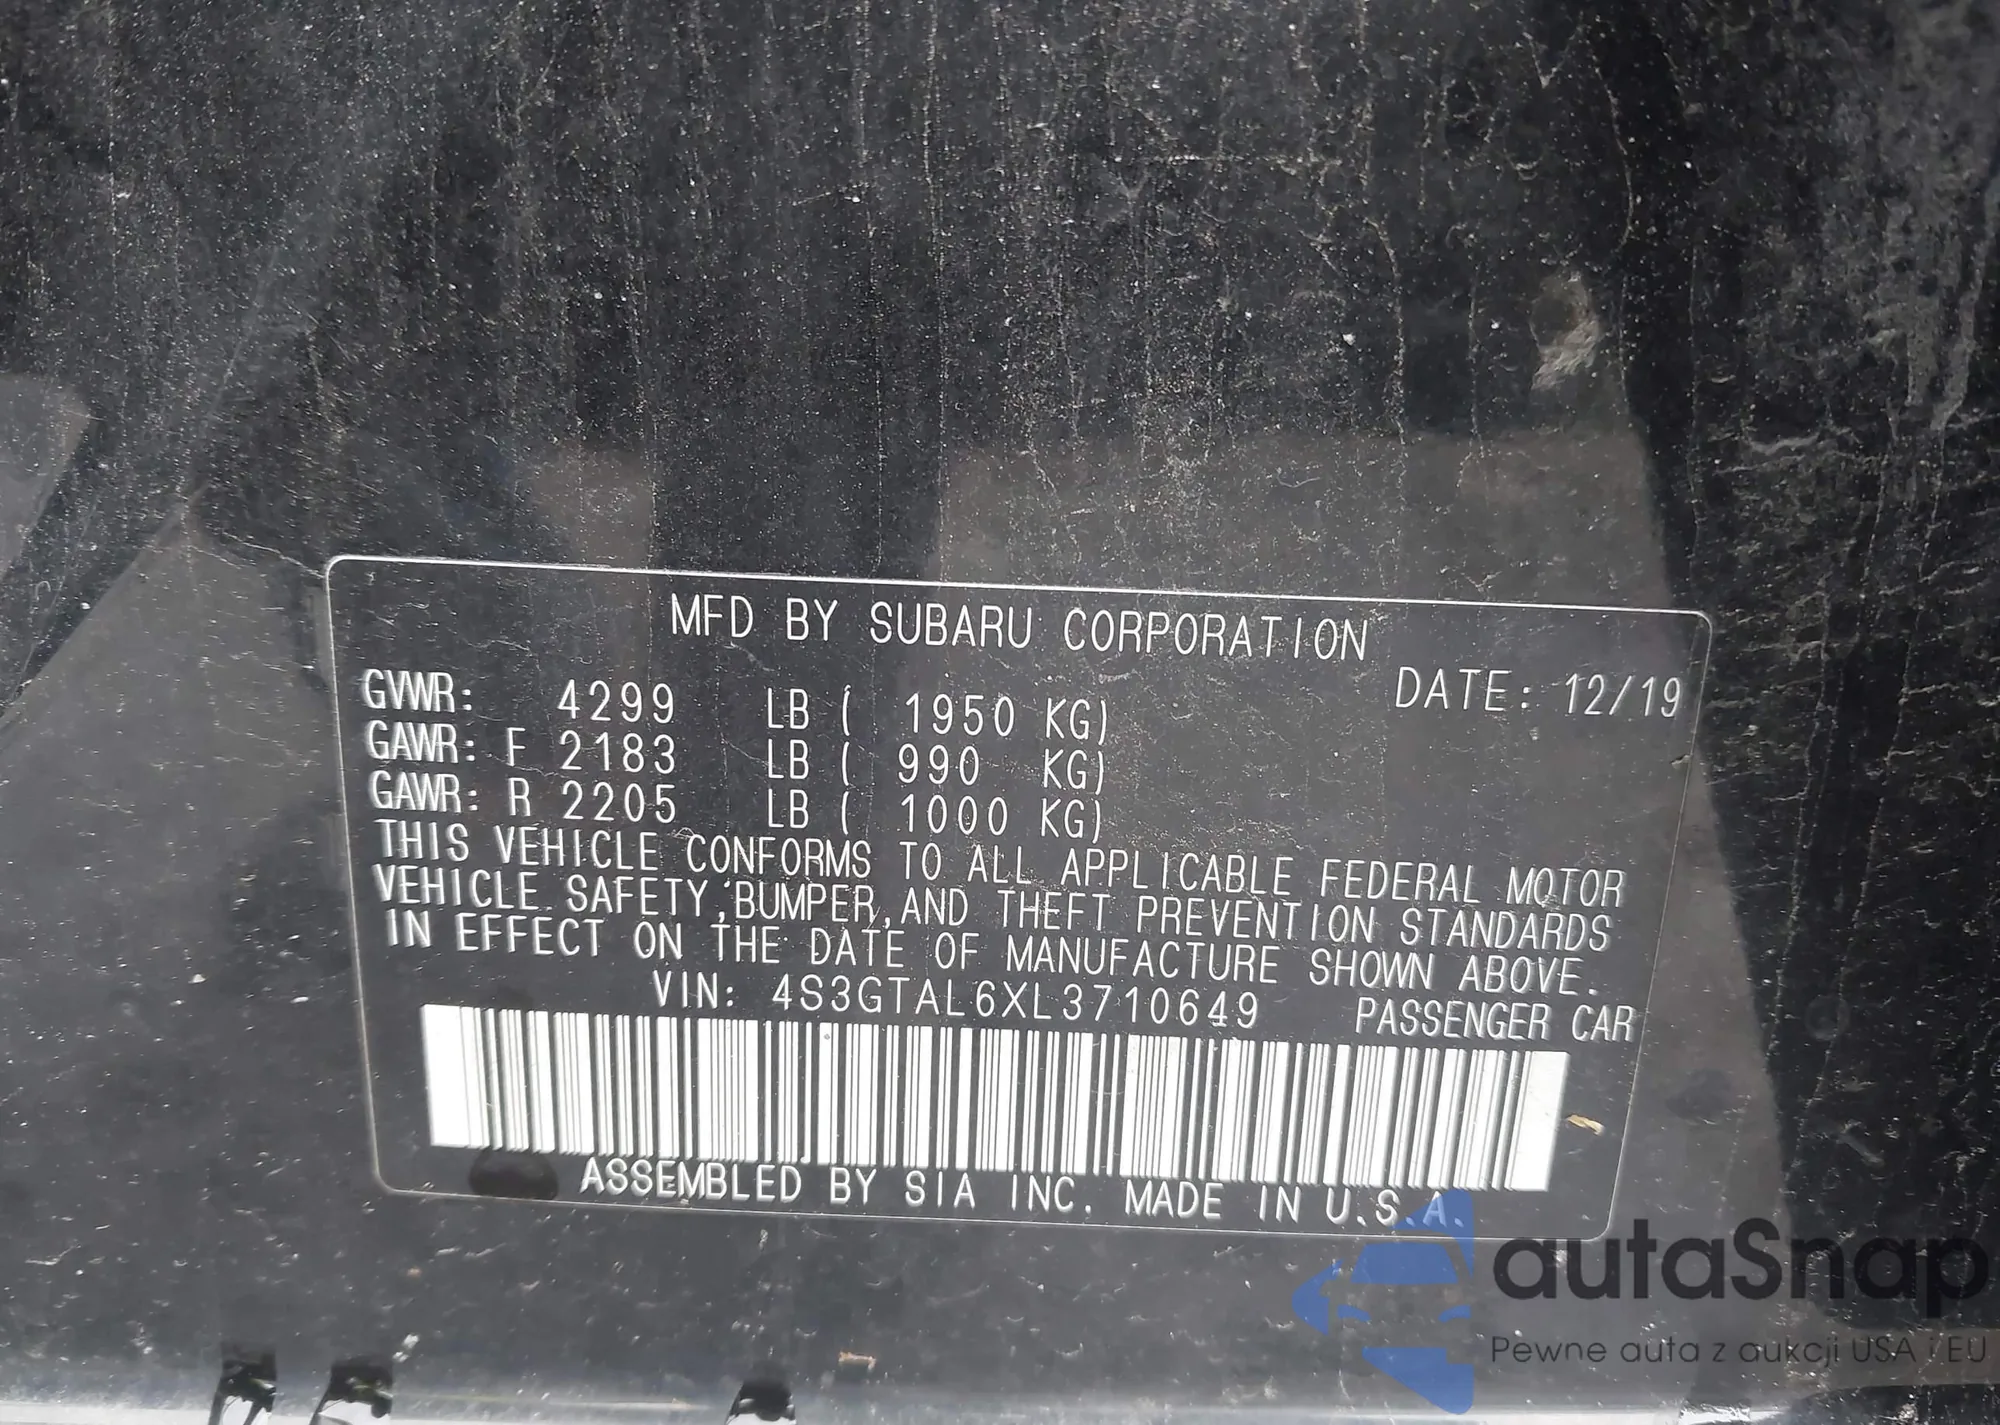 MFD BY SUBARU CORPORATION
DATE: 12/19
GVWR: 4299 LB ( 1950 KG)
GAWR: F 2183 LB ( 990 KG)
GAWR: R 2205 LB ( 1000 KG)
THIS VEHICLE CONFORMS TO ALL APPLICABLE FEDERAL MOTOR
VEHICLE SAFETY, BUMPER, AND THEFT PREVENTION STANDARDS
IN EFFECT ON THE DATE OF MANUFACTURE SHOWN ABOVE.
VIN: 4S3GTAL6XL3710649 PASSENGER CAR
ASSEMBLED BY SIA INC. MADE IN U.S.A.
autaSnap
Pewne auta z aukcji USA i EU